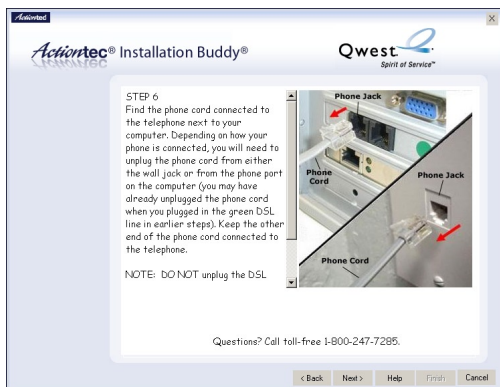 Actiontec
X
Actiontec® Installation Buddy®
Qwest.
Spirit of Service™
STEP 6
Find the phone cord connected to
the telephone next to your
computer. Depending on how your
phone is connected, you will need to
unplug the phone cord from either
the wall jack or from the phone port
on the computer (you may have
already unplugged the phone cord
when you plugged in the green DSL
line in earlier steps). Keep the other
end of the phone cord connected to
the telephone.
NOTE: DO NOT unplug the DSL
Phone Jack
Phone
Cord
Phone Jack
Phone Cord
Questions? Call toll-free 1-800-247-7285.
< Back
Next >
Help
Finish
Cancel